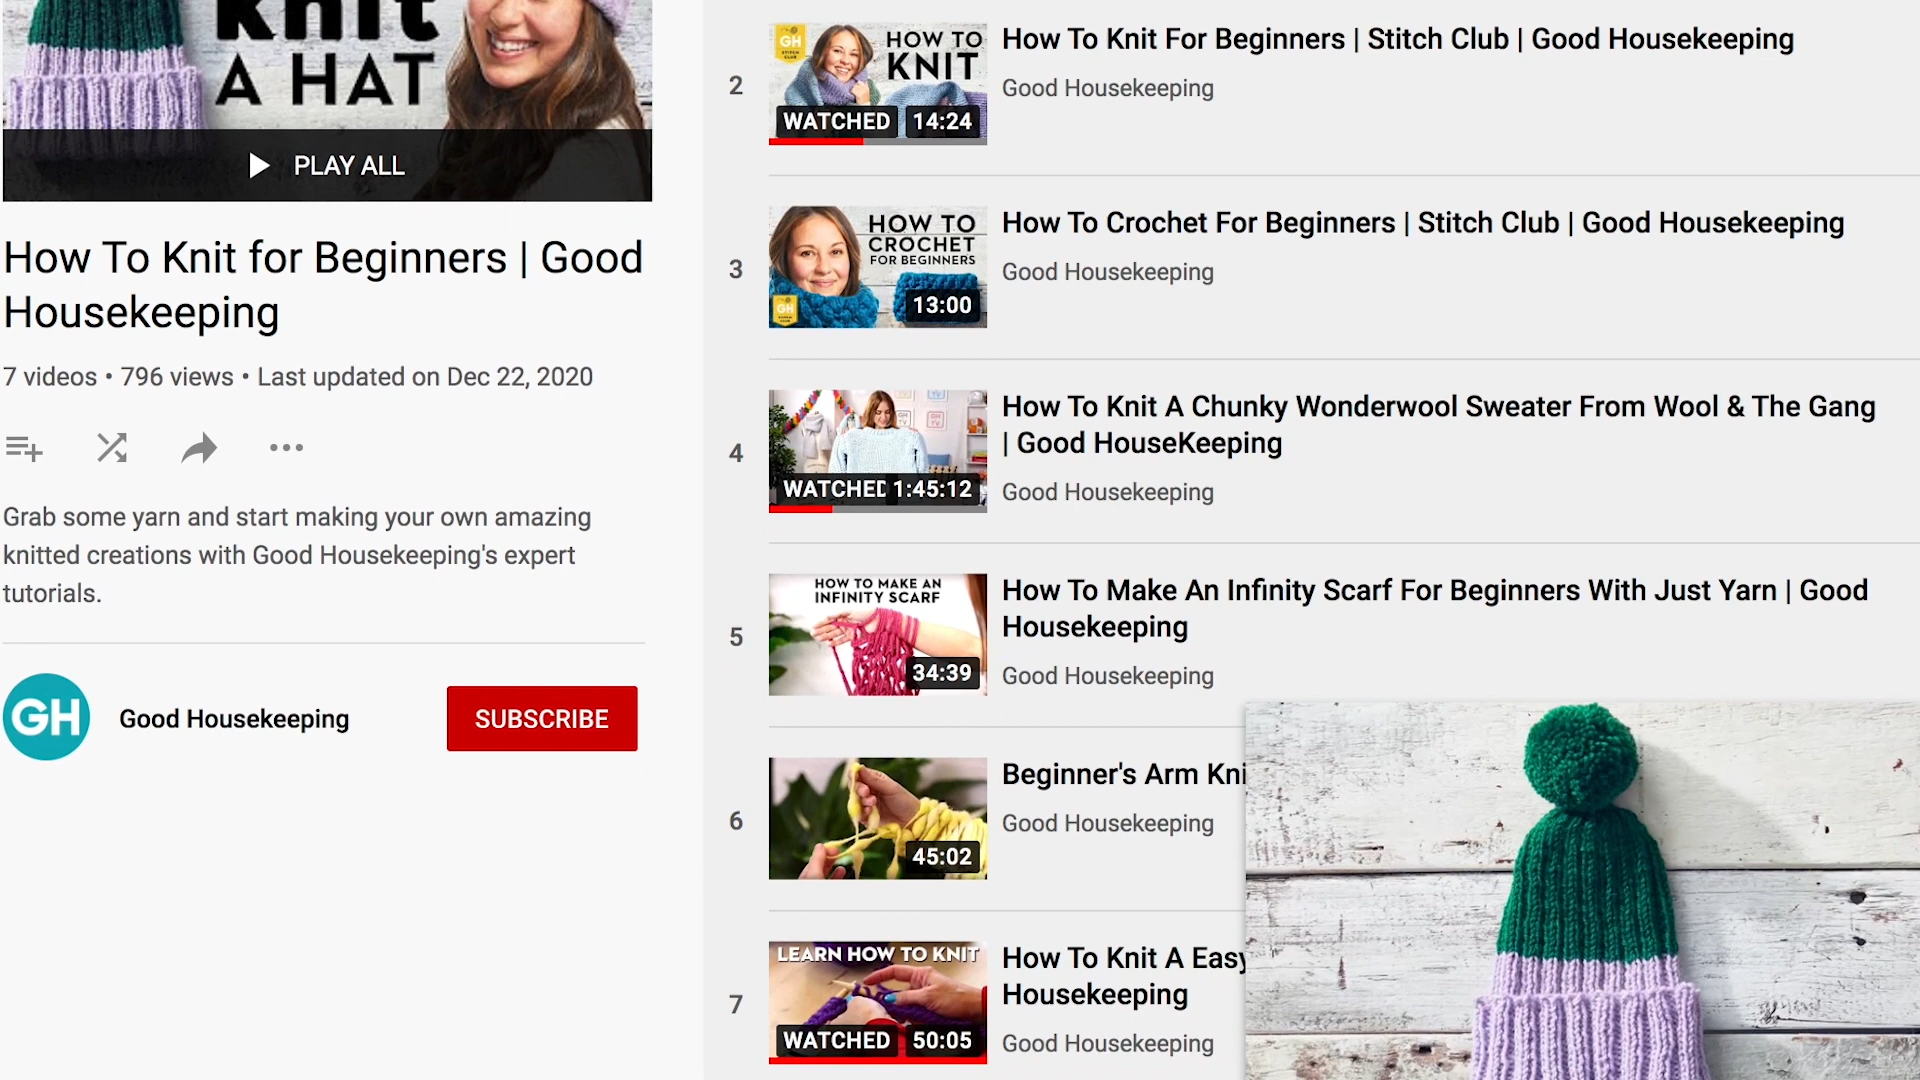 knit
A HAT
PLAY ALL
How To Knit for Beginners | Good
Housekeeping
7 videos • 796 views • Last updated on Dec 22, 2020
Grab some yarn and start making your own amazing
knitted creations with Good Housekeeping's expert
tutorials.
GH
Good Housekeeping
SUBSCRIBE
2
GH
STITCH
CLUB
HOW TO
KNIT
WATCHED
14:24
How To Knit For Beginners | Stitch Club | Good Housekeeping
Good Housekeeping
3
HOW TO
CROCHET
FOR BEGINNERS
GH
13:00
How To Crochet For Beginners | Stitch Club | Good Housekeeping
Good Housekeeping
4
WATCHED
1:45:12
How To Knit A Chunky Wonderwool Sweater From Wool & The Gang
| Good HouseKeeping
Good Housekeeping
5
HOW TO MAKE AN
INFINITY SCARF
34:39
How To Make An Infinity Scarf For Beginners With Just Yarn | Good
Housekeeping
Good Housekeeping
6
45:02
Beginner's Arm Kni
Good Housekeeping
7
LEARN HOW TO KNIT
WATCHED
50:05
How To Knit A Easy
Housekeeping
Good Housekeeping